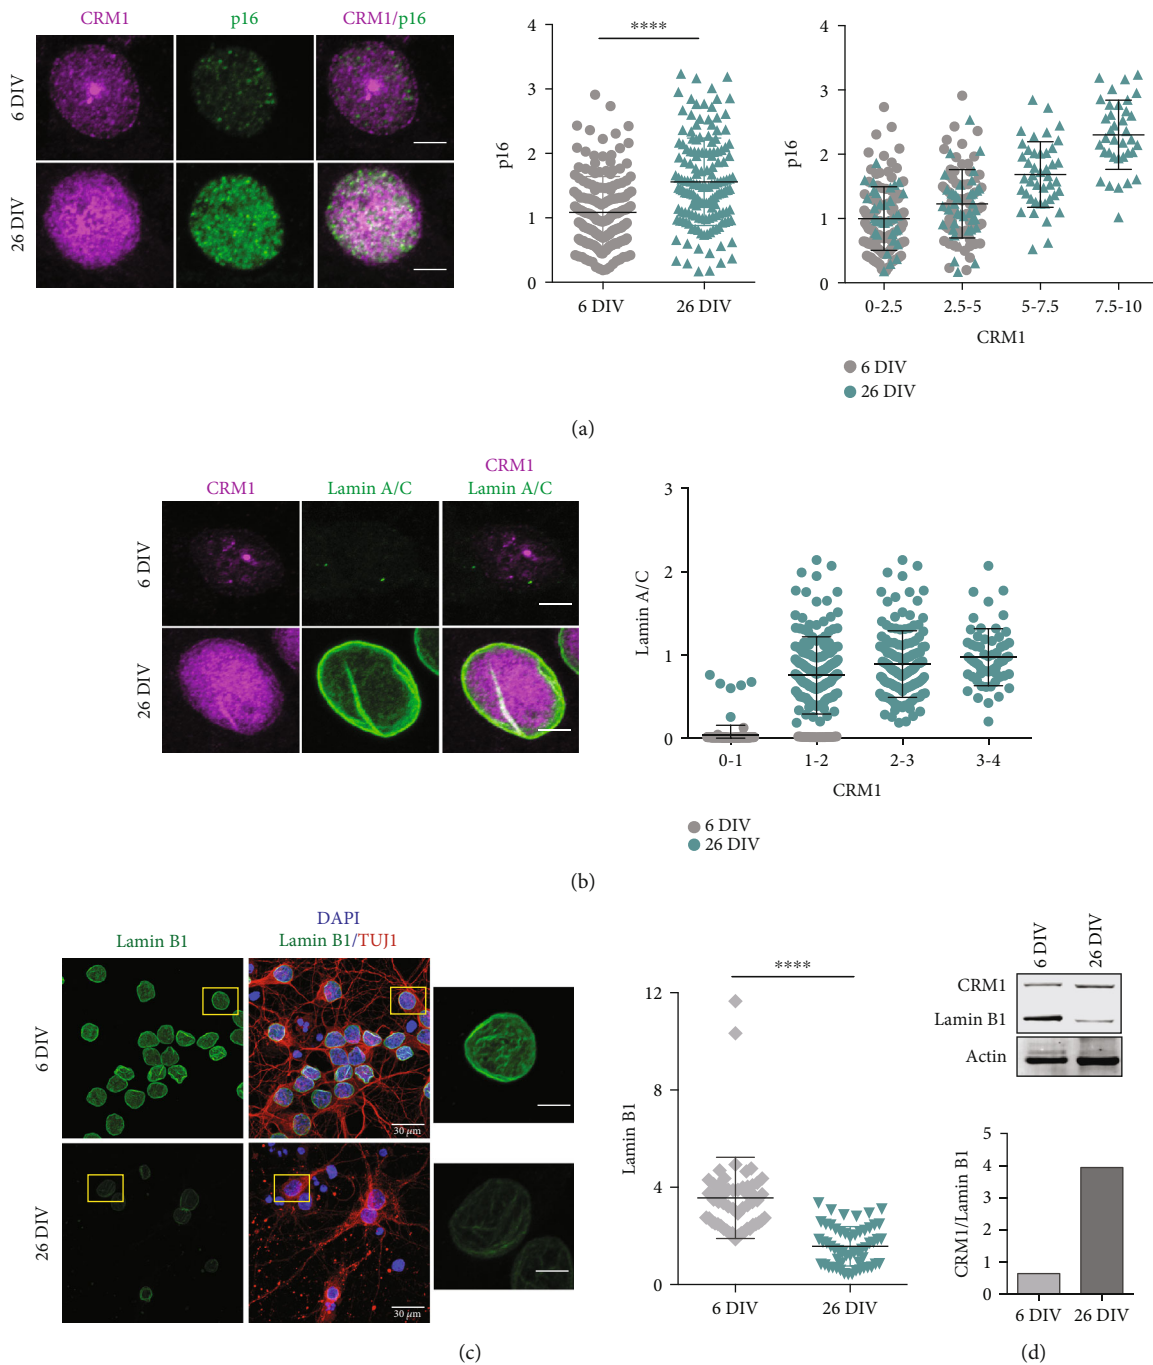 CRM1
p16
CRM1/p16
6 DIV
26 DIV
****
p16
4
3
2
1
0
6 DIV
26 DIV
p16
4
3
2
1
0
0-2.5
2.5-5
5-7.5
7.5-10
CRM1
6 DIV
26 DIV
(a)
CRM1
Lamin A/C
CRM1
Lamin A/C
6 DIV
26 DIV
Lamin A/C
3
2
1
0
0-1
1-2
2-3
3-4
CRM1
6 DIV
26 DIV
(b)
Lamin B1
DAPI
Lamin B1/TUJ1
6 DIV
26 DIV
30 µm
30 µm
****
Lamin B1
12
8
4
0
6 DIV
26 DIV
(c)
6 DIV
26 DIV
CRM1
Lamin B1
Actin
CRM1/Lamin B1
5
4
3
2
1
0
6 DIV
26 DIV
(d)